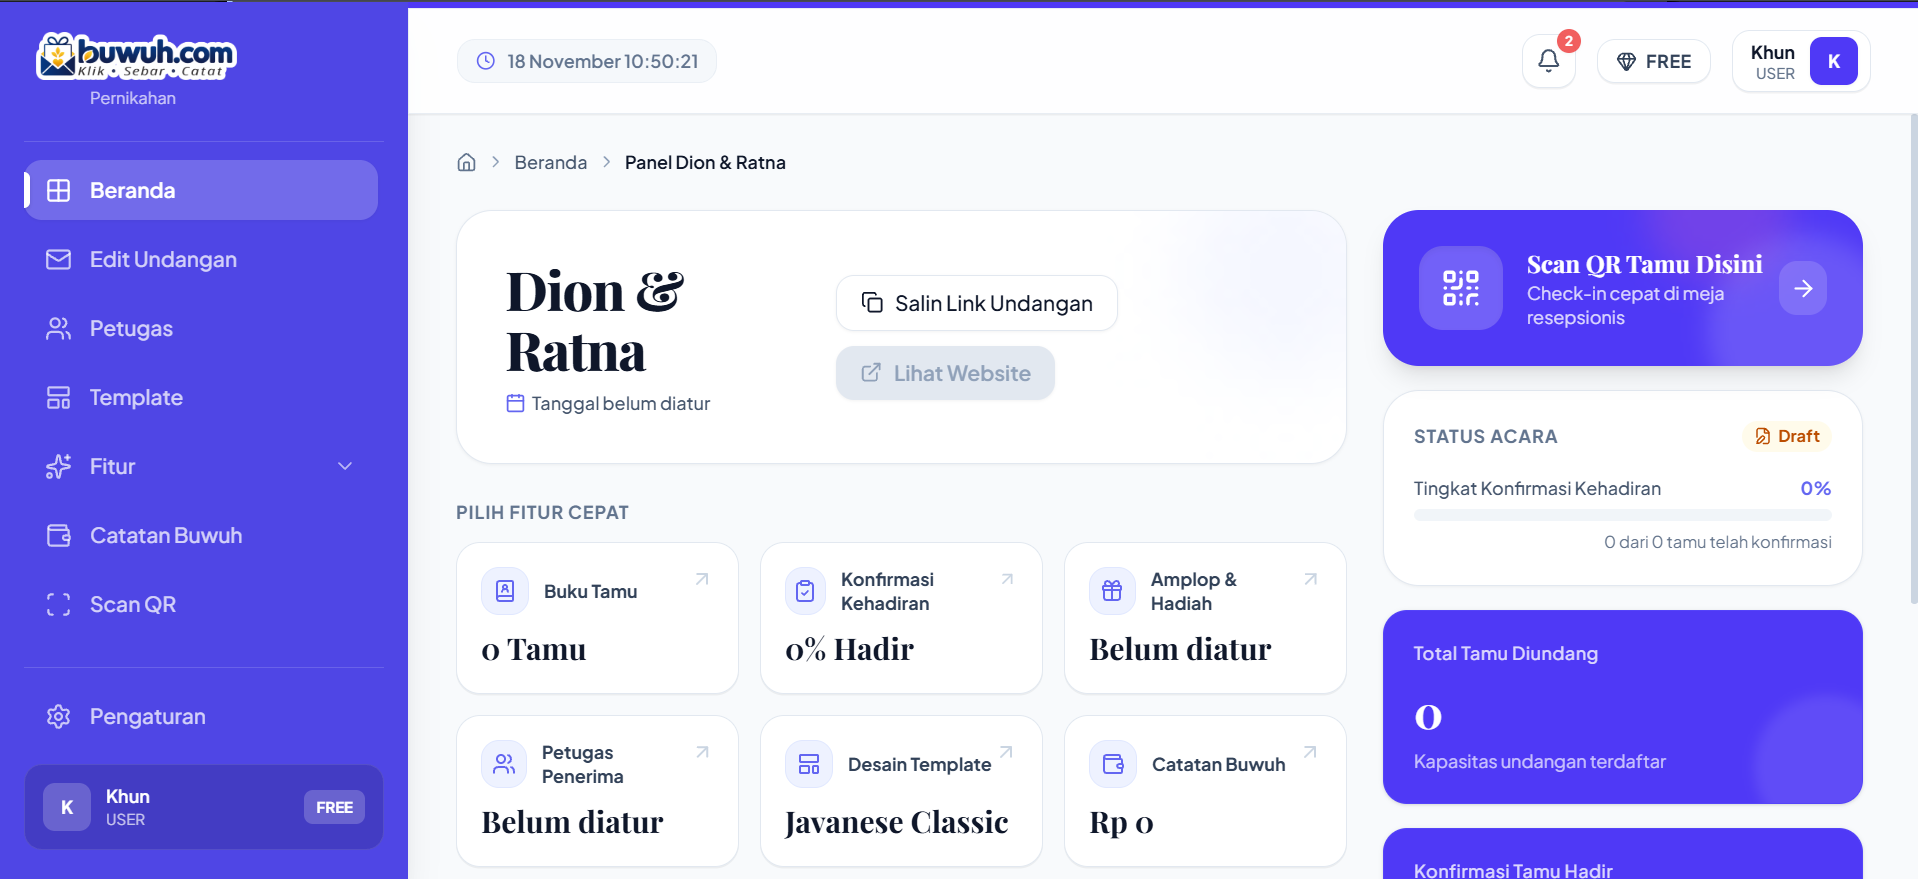 buwuh.com
Klik • Sebar • Catat
Pernikahan
Beranda
Edit Undangan
Petugas
Template
Fitur
Catatan Buwuh
Scan QR
Pengaturan
K
Khun
USER
FREE
18 November 10:50:21
2
FREE
Khun
USER
K
Beranda
Panel Dion & Ratna
Dion &
Ratna
Tanggal belum diatur
Salin Link Undangan
Lihat Website
PILIH FITUR CEPAT
Buku Tamu
0 Tamu
Konfirmasi
Kehadiran
0% Hadir
Amplop &
Hadiah
Belum diatur
Petugas
Penerima
Belum diatur
Desain Template
Javanese Classic
Catatan Buwuh
Rp 0
Scan QR Tamu Disini
Check-in cepat di meja
resepsionis
STATUS ACARA
Draft
Tingkat Konfirmasi Kehadiran
0%
0 dari 0 tamu telah konfirmasi
Total Tamu Diundang
0
Kapasitas undangan terdaftar
Konfirmasi Tamu Hadir